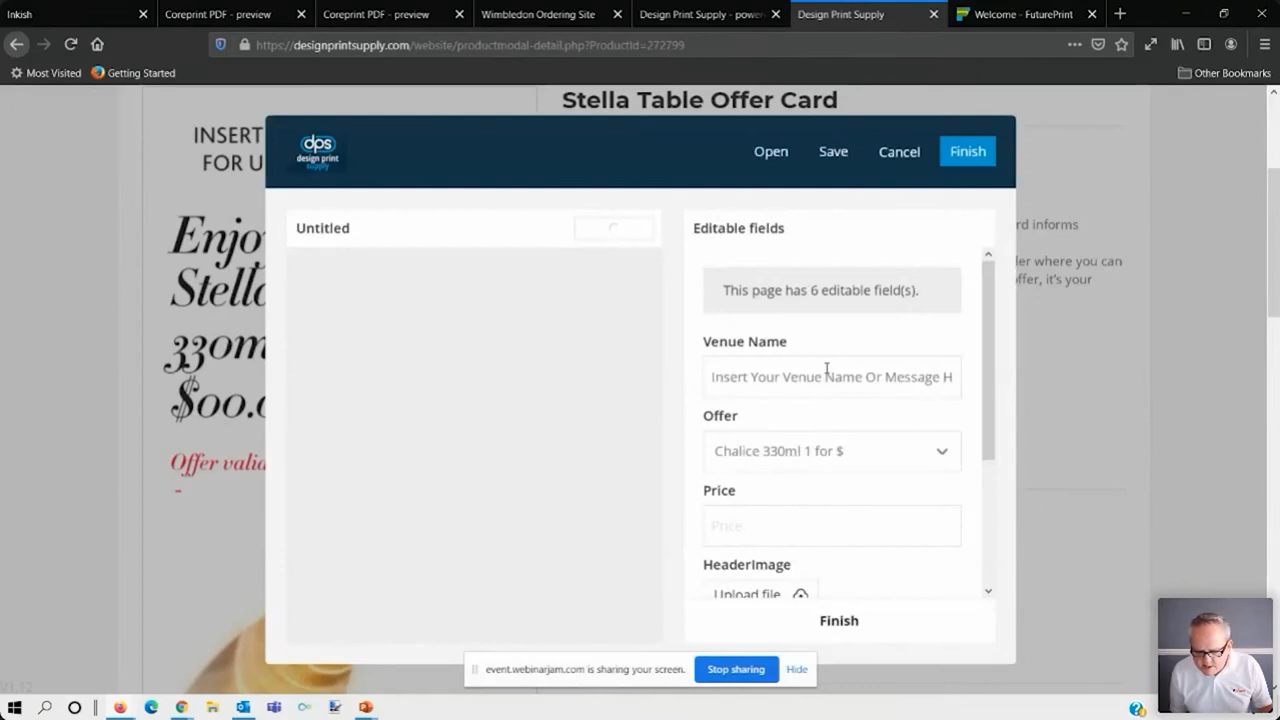 Inkish
Coreprint PDF - preview
Coreprint PDF - preview
Wimbledon Ordering Site
Design Print Supply - powe
Design Print Supply
Welcome - FuturePrint
https://designprintsupply.com/website/productmodal-detail.php?ProductId=272799
Most Visited
Getting Started
Other Bookmarks
Stella Table Offer Card
INSERT
FOR U
dps
design print
supply
Open
Save
Cancel
Finish
Enjo
Stella
330m
$00.0
Offer valid
-
Untitled
Editable fields
This page has 6 editable field(s).
Venue Name
Insert Your Venue Name Or Message H
Offer
Chalice 330ml 1 for $
Price
Price
HeaderImage
Upload file
Finish
rd informs
der where you can
offer, it's your
event.webinarjam.com is sharing your screen.
Stop sharing
Hide
V1.12